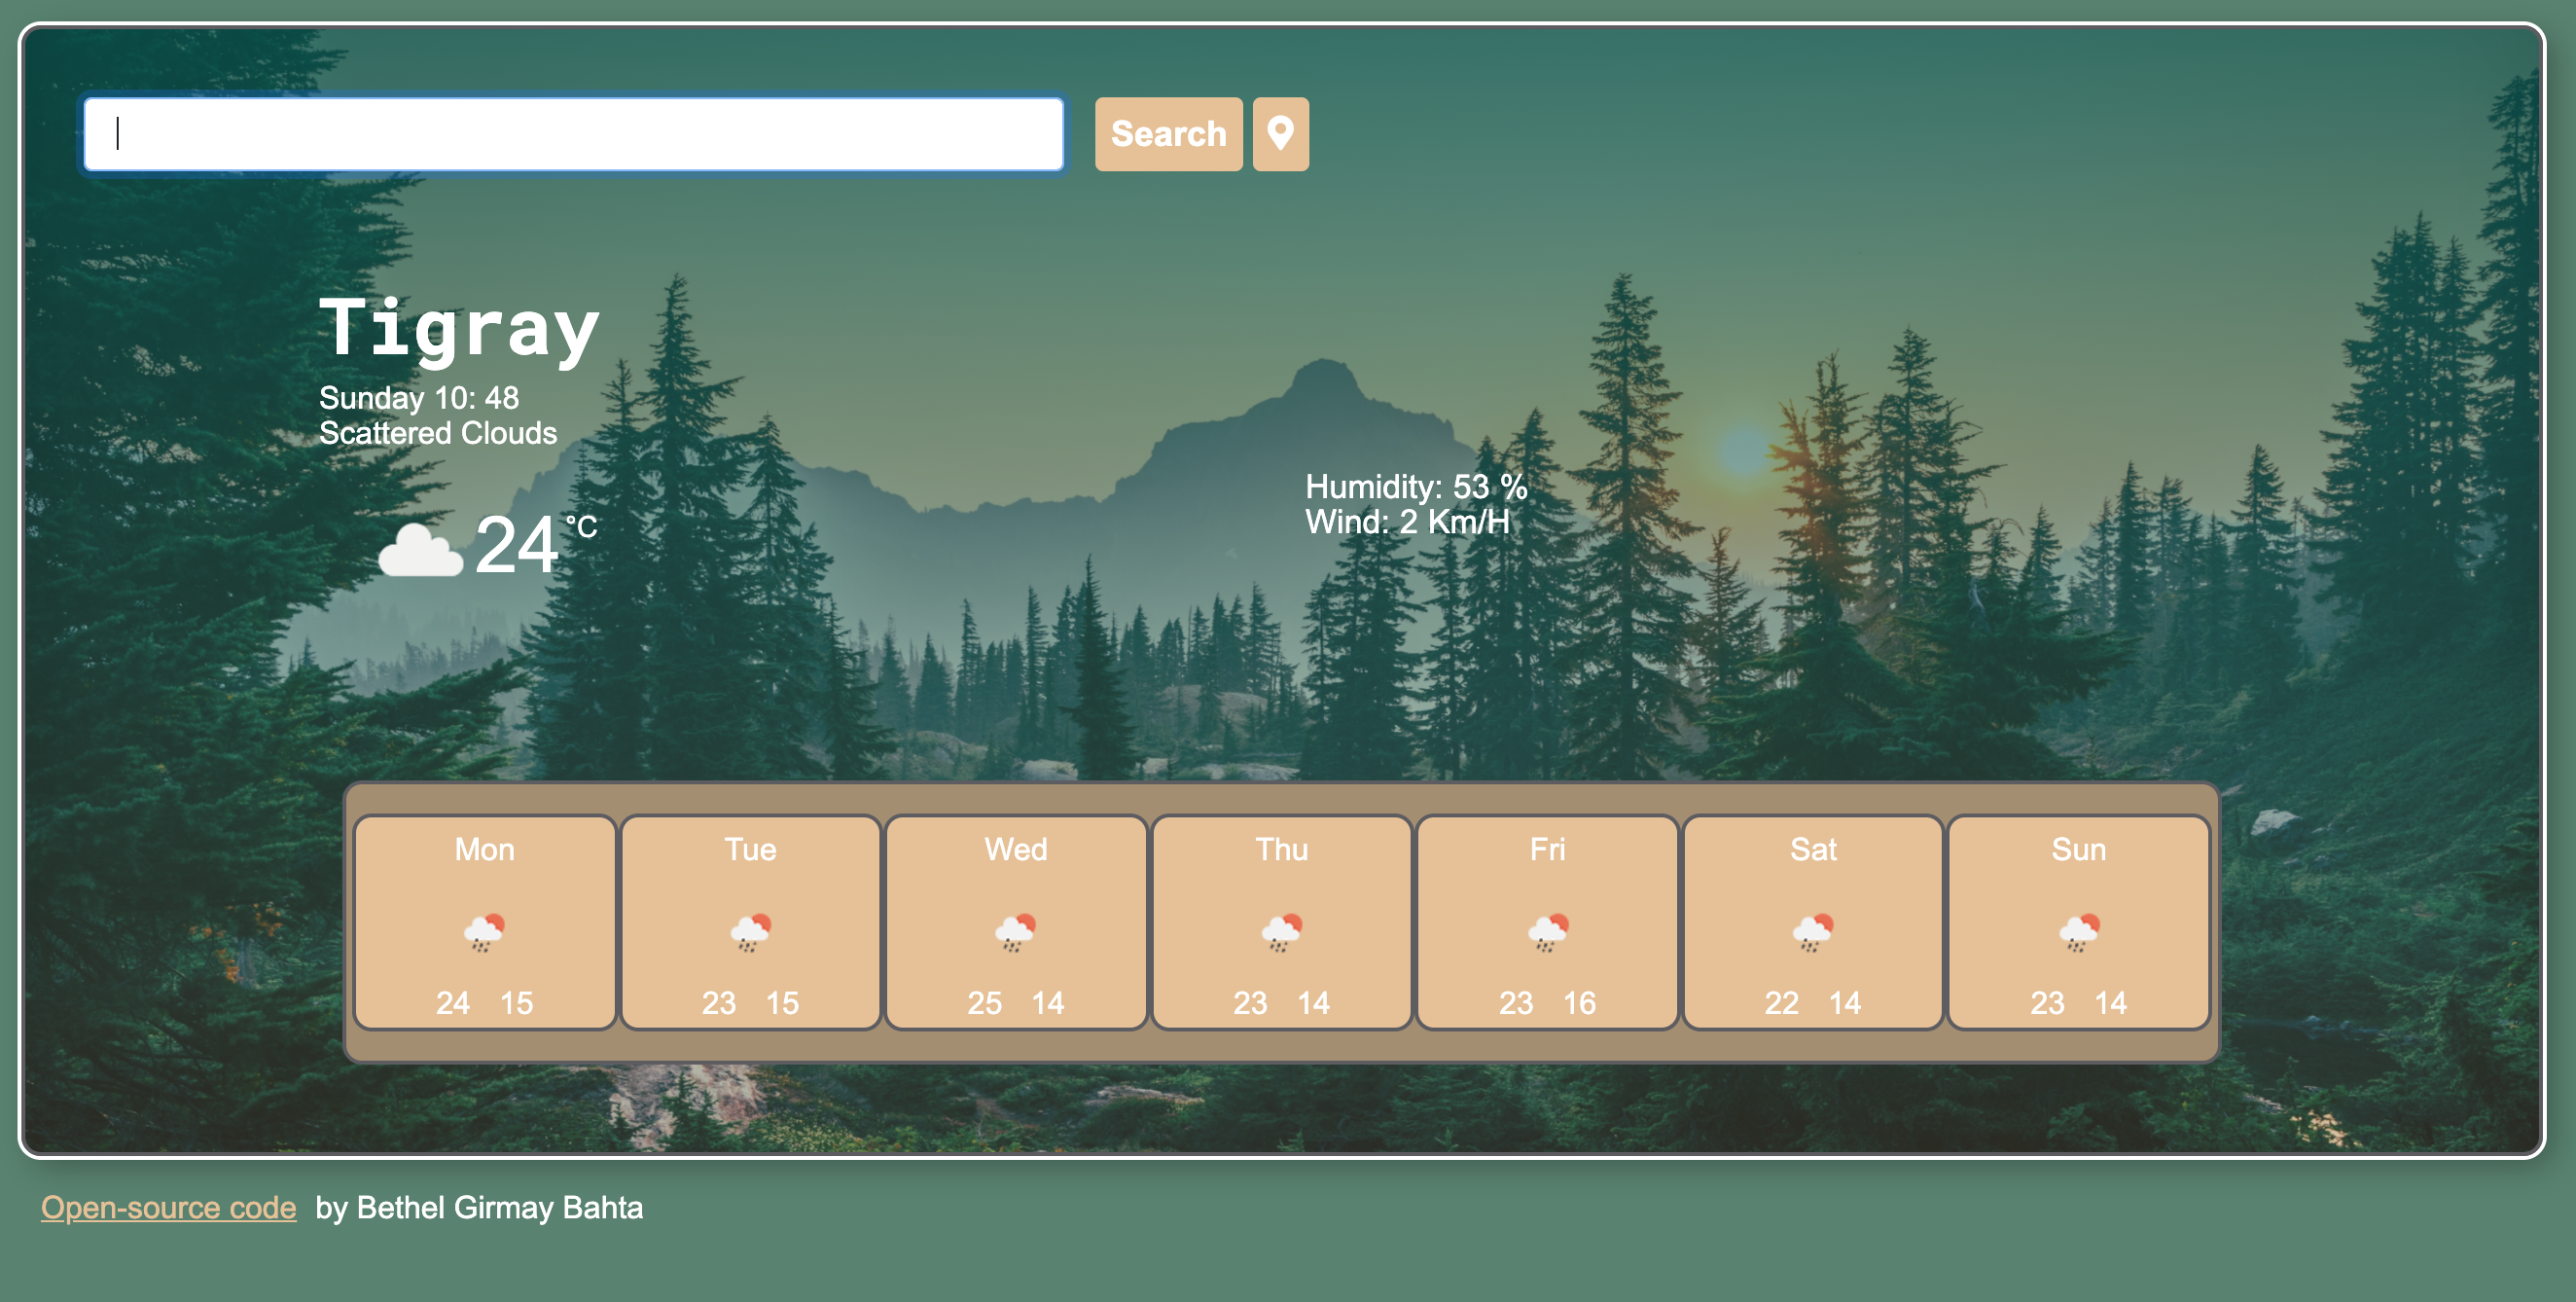 Search
Tigray
Sunday 10: 48
Scattered Clouds
24 °C
Humidity: 53 %
Wind: 2 Km/H
Mon Tue Wed Thu Fri Sat Sun
24 15 23 15 25 14 23 14 23 16 22 14 23 14
Open-source code by Bethel Girmay Bahta